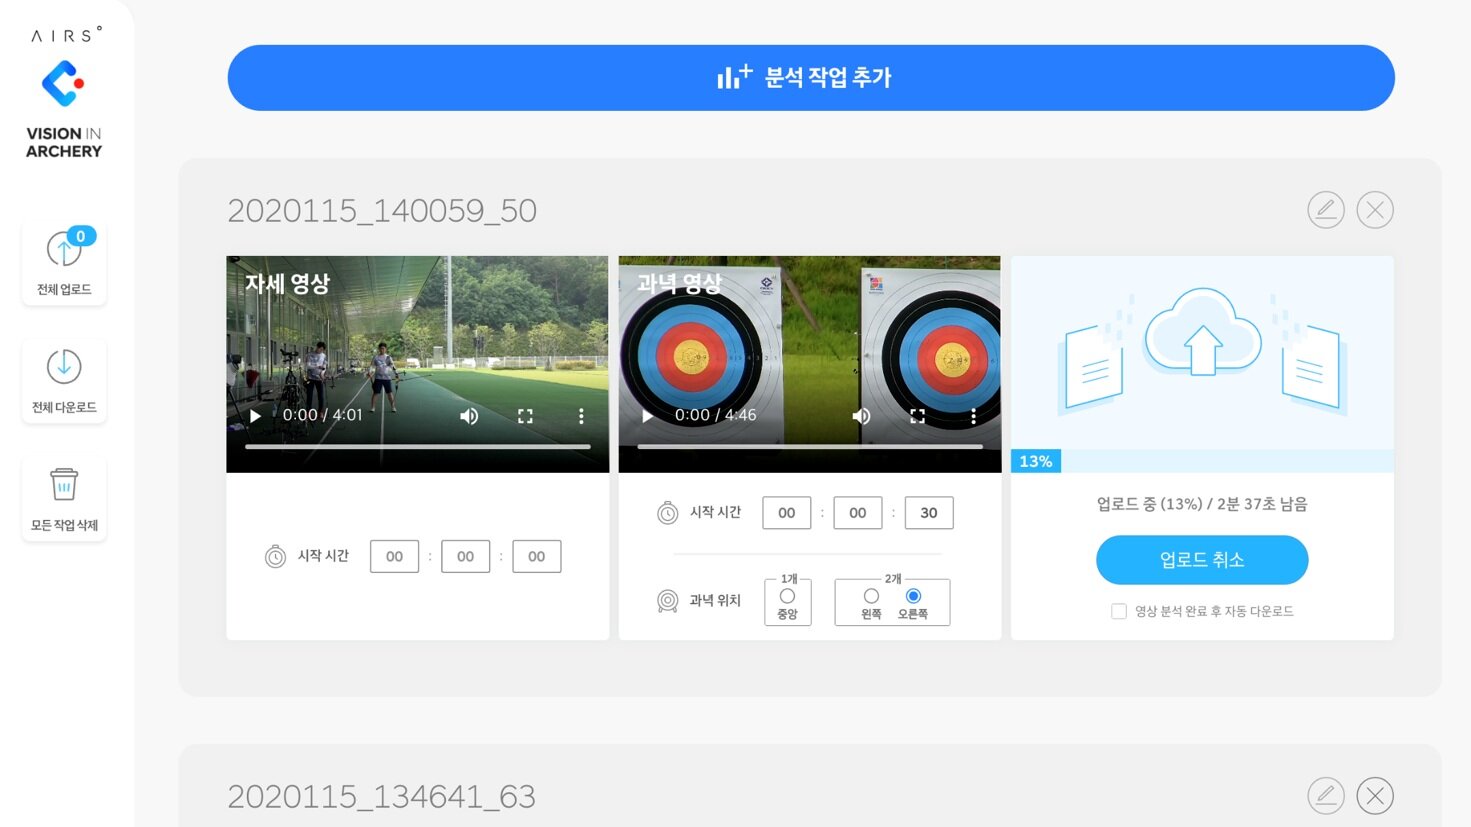 AIRS°
VISION IN
ARCHERY
0
전체 업로드
전체 다운로드
모든 작업 삭제
분석 작업 추가
2020115_140059_50
자세 영상
0:00 / 4:01
시작 시간 00 : 00 : 00
과녁 영상
0:00 / 4:46
시작 시간 00 : 00 : 30
과녁 위치
1개
중앙
2개
왼쪽 오른쪽
13%
업로드 중 (13%) / 2분 37초 남음
업로드 취소
영상 분석 완료 후 자동 다운로드
2020115_134641_63